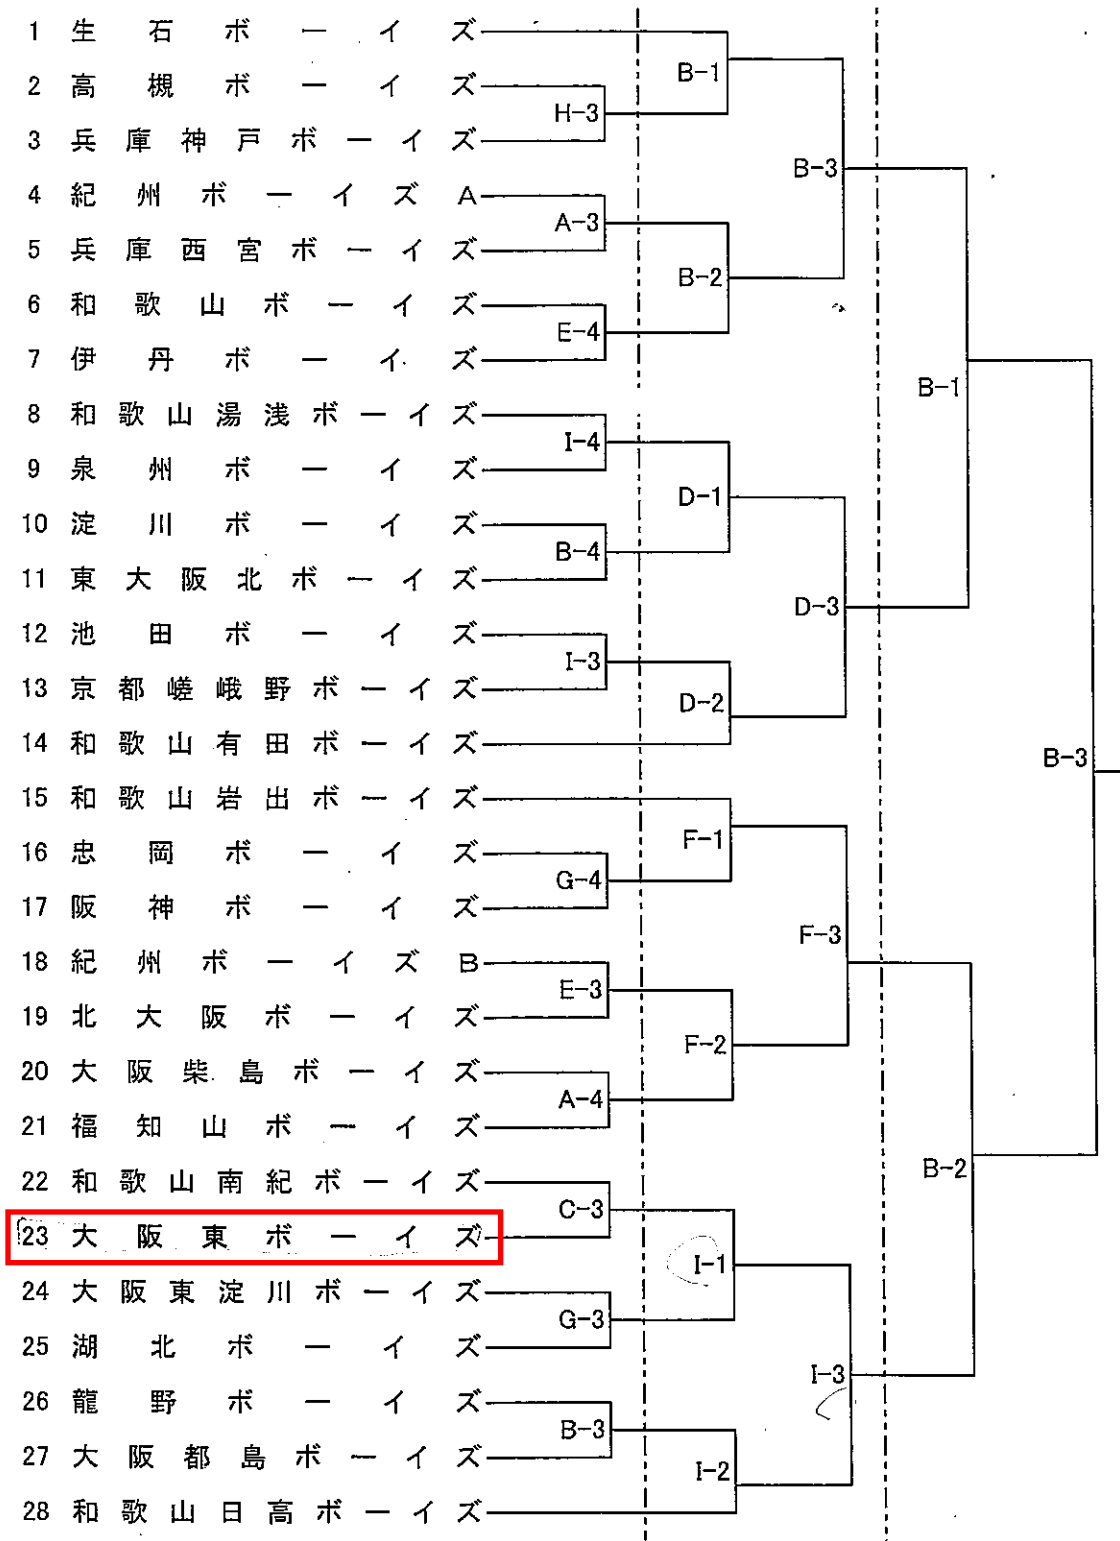 1 生石ボーイズ
B-1
2 高槻ボーイズ
H-3
3 兵庫神戸ボーイズ
B-3
4 紀州ボーイズA
A-3
5 兵庫西宮ボーイズ
B-2
6 和歌山ボーイズ
E-4
7 伊丹ボーイズ
B-1
8 和歌山湯浅ボーイズ
I-4
9 泉州ボーイズ
D-1
10 淀川ボーイズ
B-4
11 東大阪北ボーイズ
D-3
12 池田ボーイズ
I-3
13 京都嵯峨野ボーイズ
D-2
14 和歌山有田ボーイズ
B-3
15 和歌山岩出ボーイズ
F-1
16 忠岡ボーイズ
G-4
17 阪神ボーイズ
F-3
18 紀州ボーイズB
E-3
19 北大阪ボーイズ
F-2
20 大阪柴島ボーイズ
A-4
21 福知山ボーイズ
B-2
22 和歌山南紀ボーイズ
C-3
23 大阪東ボーイズ
I-1
24 大阪東淀川ボーイズ
G-3
25 湖北ボーイズ
I-3
26 龍野ボーイズ
B-3
27 大阪都島ボーイズ
I-2
28 和歌山日高ボーイズ